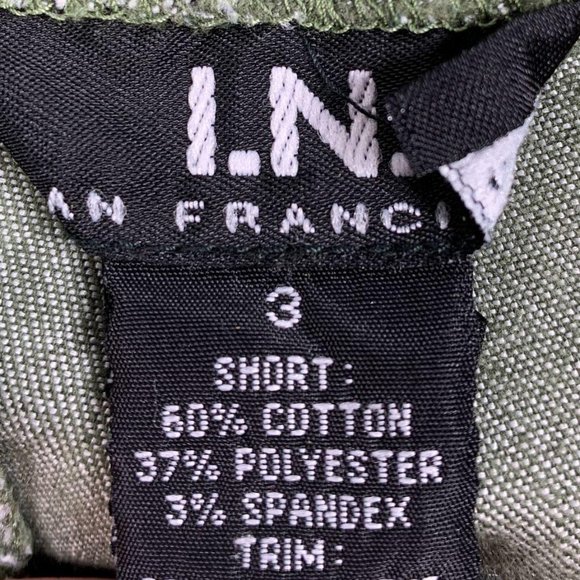 I.N.
AN FRANCI
3
SHORT:
60% COTTON
37% POLYESTER
3% SPANDEX
TRIM: